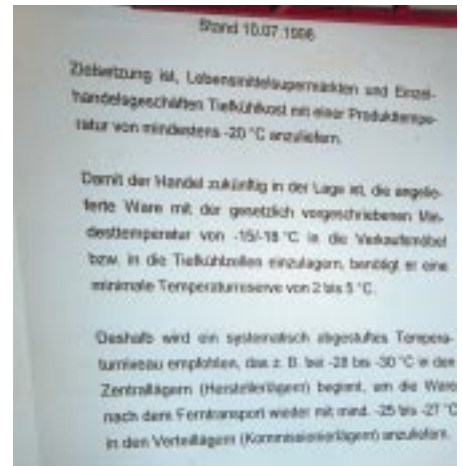 Stand 10.07.1996
Zielsetzung ist, Lebensmittelsupermärkten und Einzel-
handelsgeschäften Tiefkühlkost mit einer Produkttempe-
ratur von mindestens -20 °C anzuliefern.
Damit der Handel zukünftig in der Lage ist, die angelie-
ferte Ware mit der gesetzlich vorgeschriebenen Min-
desttemperatur von -15/-18 °C in die Verkaufsmöbel
bzw. in die Tiefkühlzellen einzulagern, benötigt er eine
minimale Temperaturreserve von 2 bis 5 °C.
Deshalb wird ein systematisch abgestuftes Tempera-
turniveau empfohlen, das z. B. bei -28 bis -30 °C in den
Zentrallägern (Herstellerlägern) beginnt, um die Ware
nach dem Ferntransport wieder mit mind. -25 bis -27 °C
in den Verteillägern (Kommissionierlägern) anzuliefern.